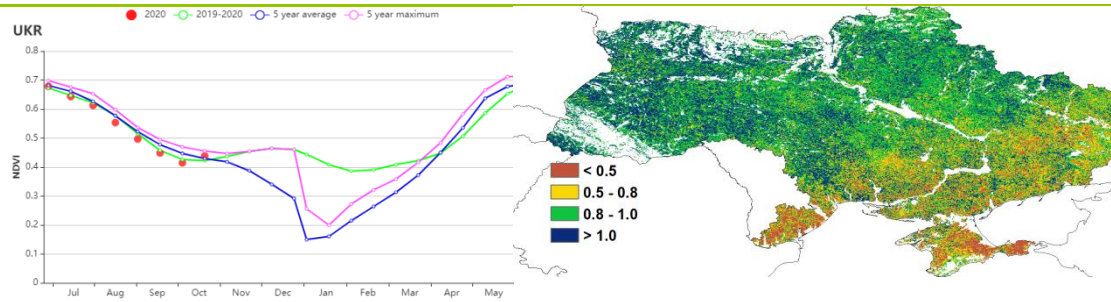 2020 2019-2020 5 year average 5 year maximum
UKR
0.8
0.7
0.6
0.5
0.4
0.3
0.2
0.1
0
NDVI
Jul Aug Sep Oct Nov Dec Jan Feb Mar Apr May
< 0.5
0.5 - 0.8
0.8 - 1.0
> 1.0